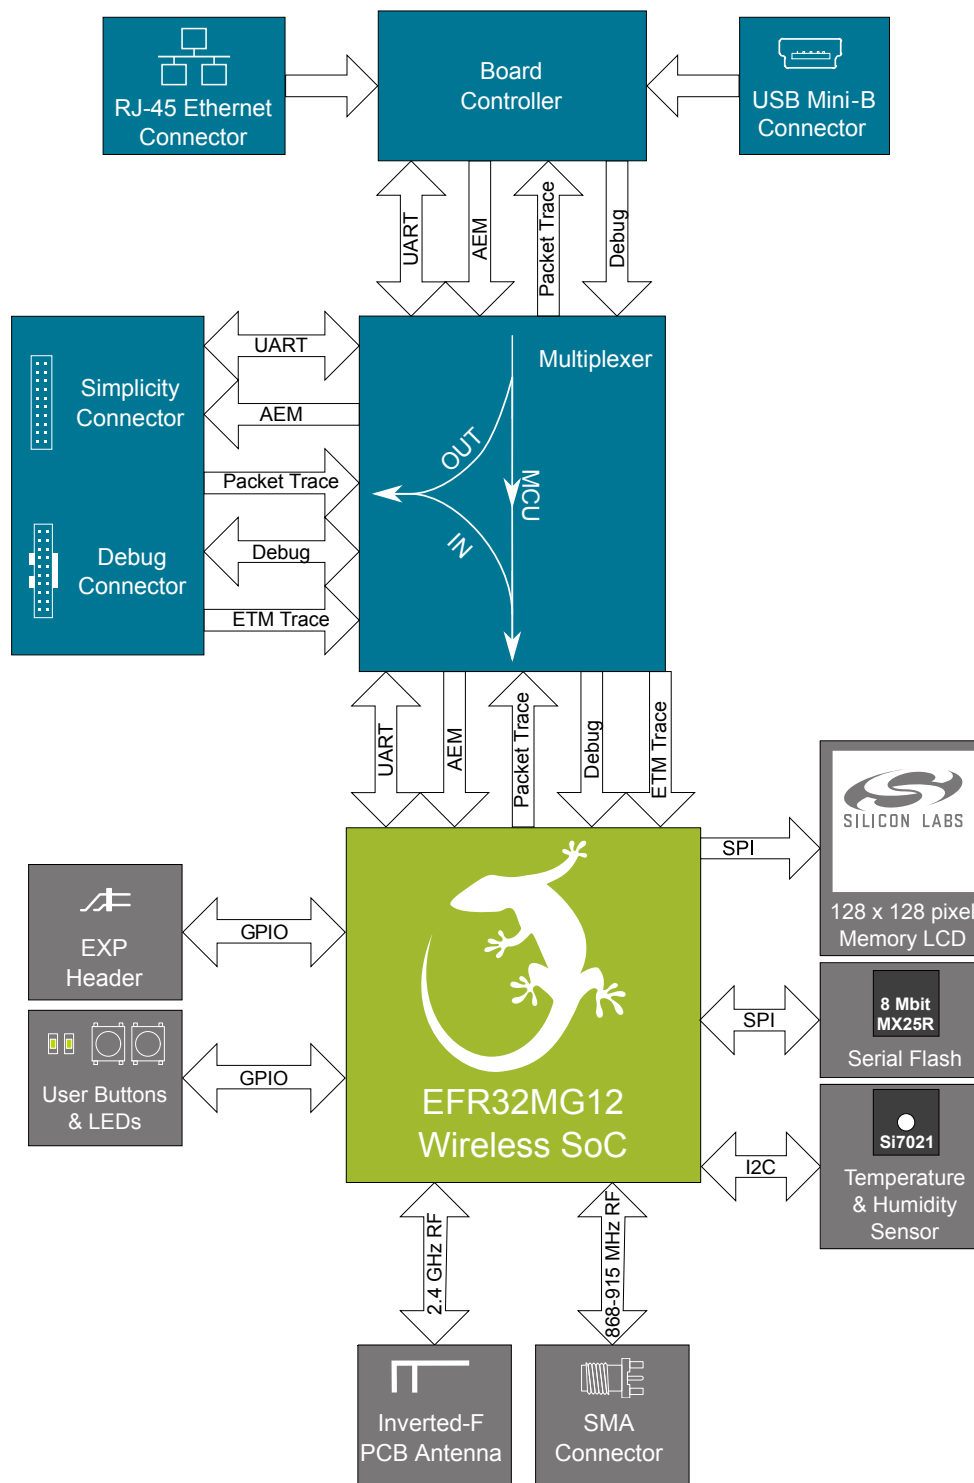 RJ-45 Ethernet
Connector
Board
Controller
USB Mini-B
Connector
UART
AEM
Packet Trace
Debug
Simplicity
Connector
Debug
Connector
UART
AEM
Packet Trace
Debug
ETM Trace
Multiplexer
OUT
MCU
IN
UART
AEM
Packet Trace
Debug
ETM Trace
SILICON LABS
128 x 128 pixel
Memory LCD
SPI
EXP
Header
GPIO
8 Mbit
MX25R
Serial Flash
SPI
User Buttons
& LEDs
GPIO
EFR32MG12
Wireless SoC
Si7021
Temperature
& Humidity
Sensor
I2C
2.4 GHz RF
868-915 MHz RF
Inverted-F
PCB Antenna
SMA
Connector